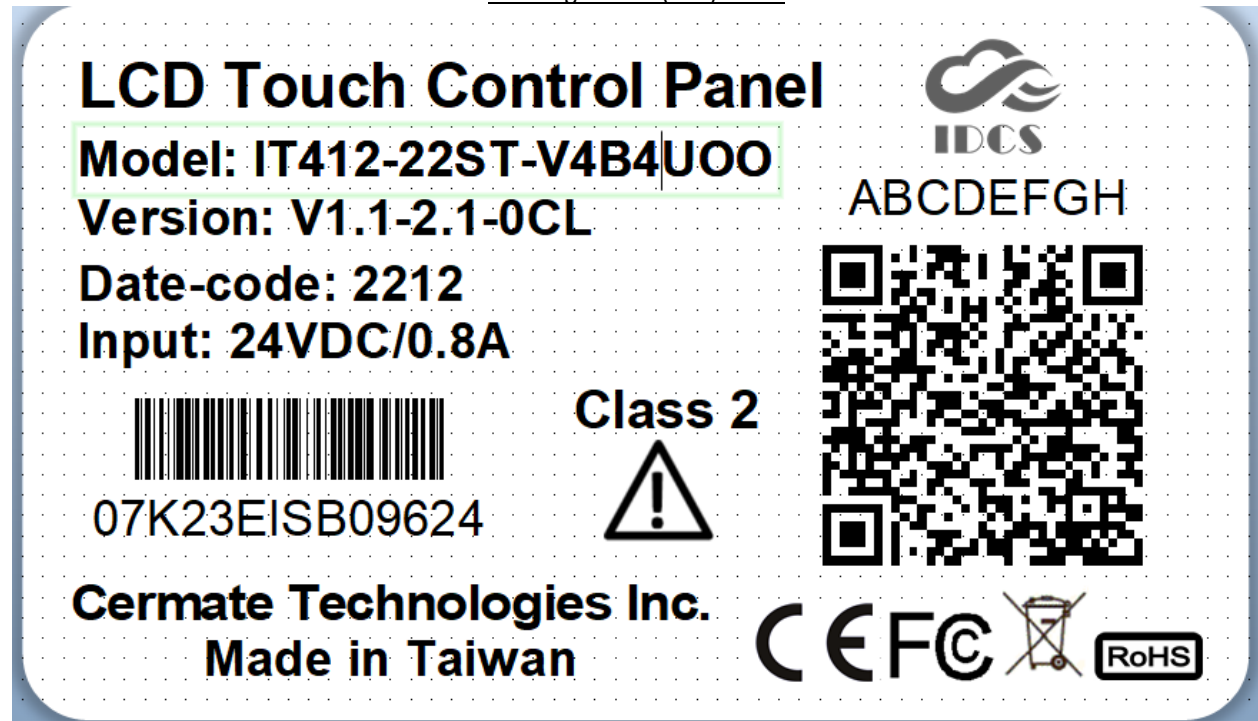 LCD Touch Control Panel
Model: IT412-22ST-V4B4UOO
Version: V1.1-2.1-0CL
Date-code: 2212
Input: 24VDC/0.8A
07K23EISB09624
Class 2
Cermate Technologies Inc.
Made in Taiwan
IDCS
ABCDEFGH
CE FC RoHS